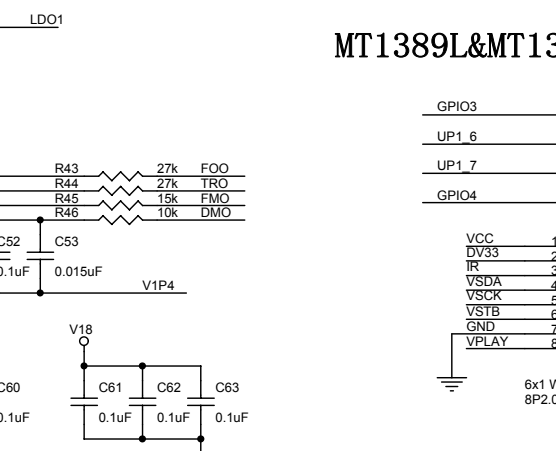 LDO1
MT1389L&MT13
GPIO3
UP1_6
UP1_7
GPIO4
R43 27k FOO
R44 27k TRO
R45 15k FMO
R46 10k DMO
C52 C53
0.1uF 0.015uF
V1P4
VCC 1
DV33 2
IR 3
VSDA 4
VSCK 5
VSTB 6
GND 7
VPLAY 8
V18
C60 C61 C62 C63
0.1uF 0.1uF 0.1uF 0.1uF
6x1 W
8P2.0